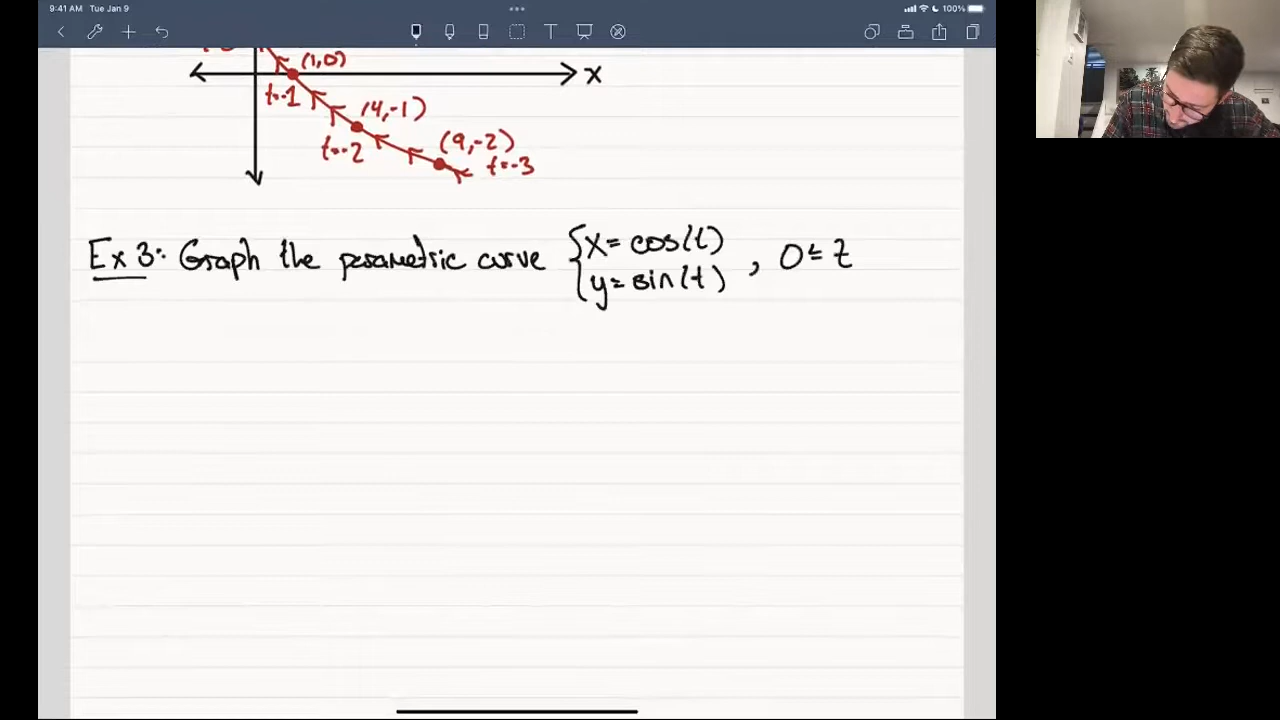 9:41 AM Tue Jan 9
100%
(1,0)
x
t=-1
(4,-1)
t=-2
(9,-2)
t=-3
Ex 3: Graph the parametric curve { x= cos(t) y= sin(t) , 0≤